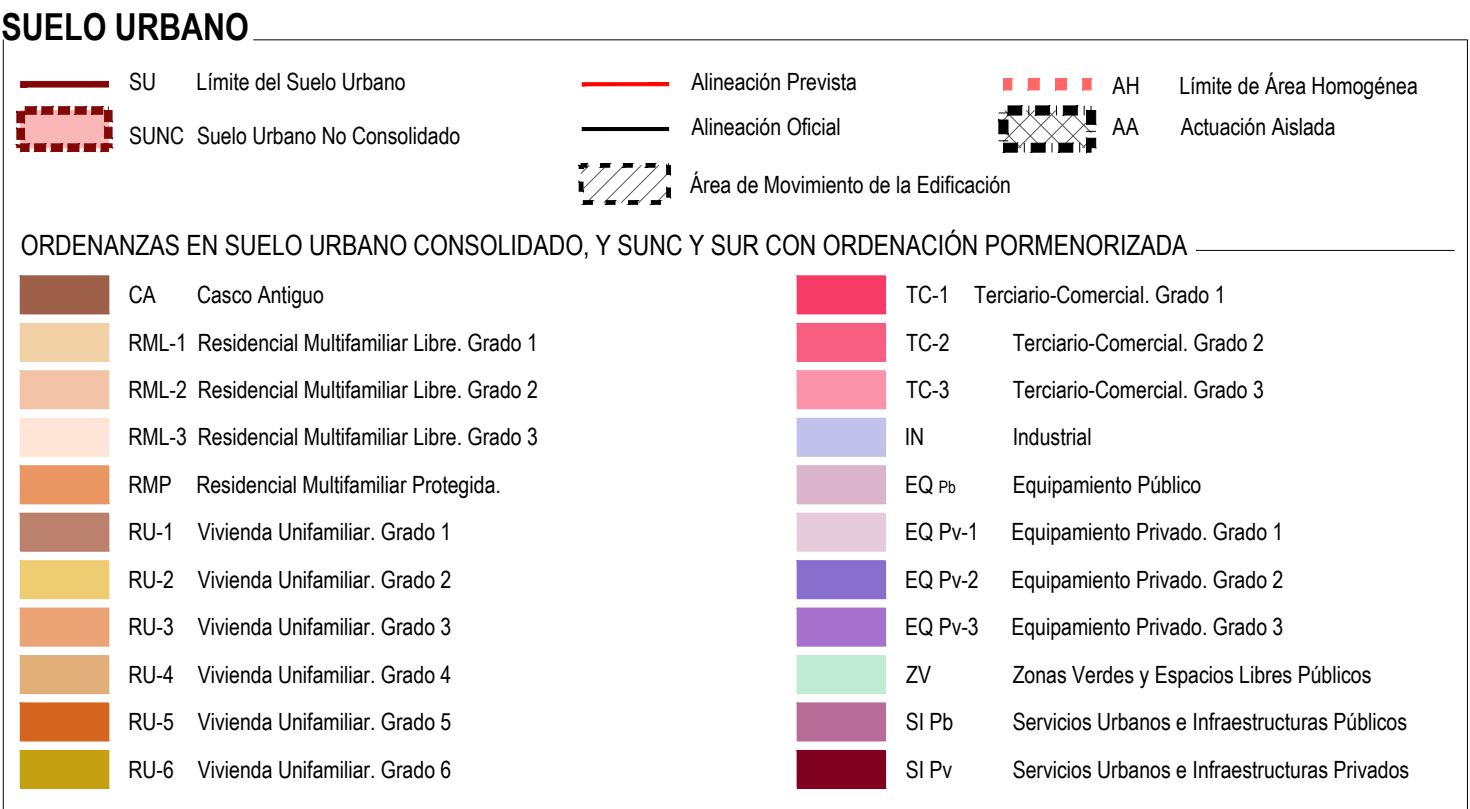 SUELO URBANO
SU Límite del Suelo Urbano
SUNC Suelo Urbano No Consolidado
Alineación Prevista
Alineación Oficial
Área de Movimiento de la Edificación
AH Límite de Área Homogénea
AA Actuación Aislada
ORDENANZAS EN SUELO URBANO CONSOLIDADO, Y SUNC Y SUR CON ORDENACIÓN PORMENORIZADA
CA Casco Antiguo
RML-1 Residencial Multifamiliar Libre. Grado 1
RML-2 Residencial Multifamiliar Libre. Grado 2
RML-3 Residencial Multifamiliar Libre. Grado 3
RMP Residencial Multifamiliar Protegida.
RU-1 Vivienda Unifamiliar. Grado 1
RU-2 Vivienda Unifamiliar. Grado 2
RU-3 Vivienda Unifamiliar. Grado 3
RU-4 Vivienda Unifamiliar. Grado 4
RU-5 Vivienda Unifamiliar. Grado 5
RU-6 Vivienda Unifamiliar. Grado 6
TC-1 Terciario-Comercial. Grado 1
TC-2 Terciario-Comercial. Grado 2
TC-3 Terciario-Comercial. Grado 3
IN Industrial
EQ Pb Equipamiento Público
EQ Pv-1 Equipamiento Privado. Grado 1
EQ Pv-2 Equipamiento Privado. Grado 2
EQ Pv-3 Equipamiento Privado. Grado 3
ZV Zonas Verdes y Espacios Libres Públicos
SI Pb Servicios Urbanos e Infraestructuras Públicos
SI Pv Servicios Urbanos e Infraestructuras Privados